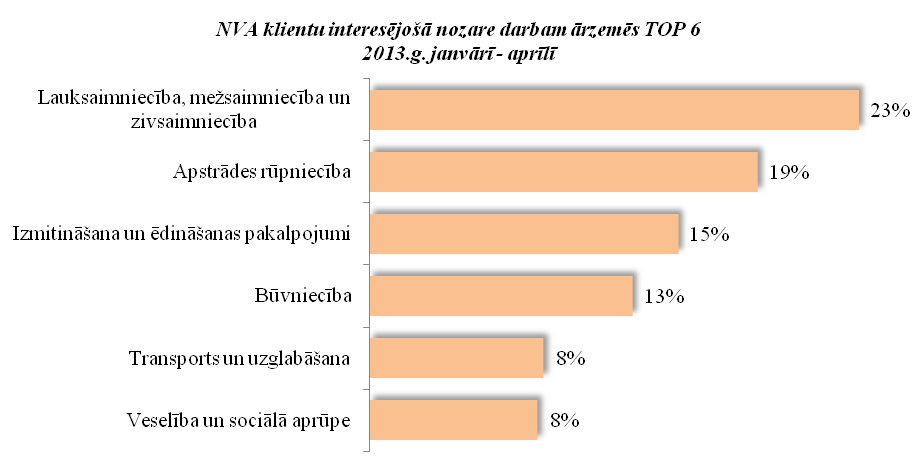 NVA klientu interesējošā nozare darbam ārzemēs TOP 6
2013.g. janvārī - aprīlī
Lauksaimniecība, mežsaimniecība un
zivsaimniecība
23%
Apstrādes rūpniecība
19%
Izmitināšana un ēdināšanas pakalpojumi
15%
Būvniecība
13%
Transports un uzglabāšana
8%
Veselība un sociālā aprūpe
8%